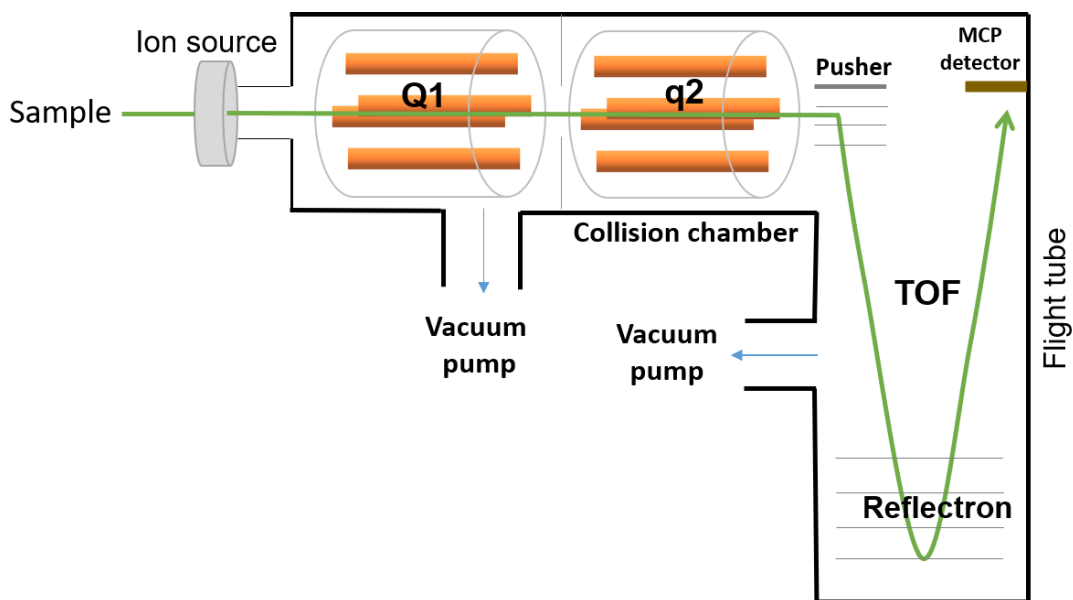 Ion source
Sample
Q1
q2
Pusher
MCP
detector
Collision chamber
Vacuum
pump
Vacuum
pump
TOF
Flight tube
Reflectron